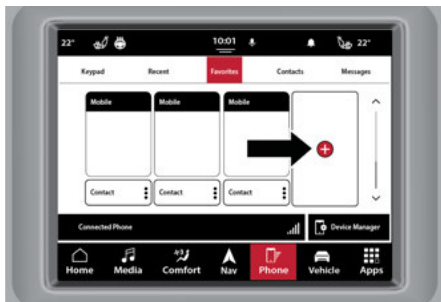 22°
10:01
22°
Keypad
Recent
Favorites
Contacts
Messages
Mobile
Mobile
Mobile
Contact
Contact
Contact
Connected Phone
Device Manager
Home
Media
Comfort
Nav
Phone
Vehicle
Apps